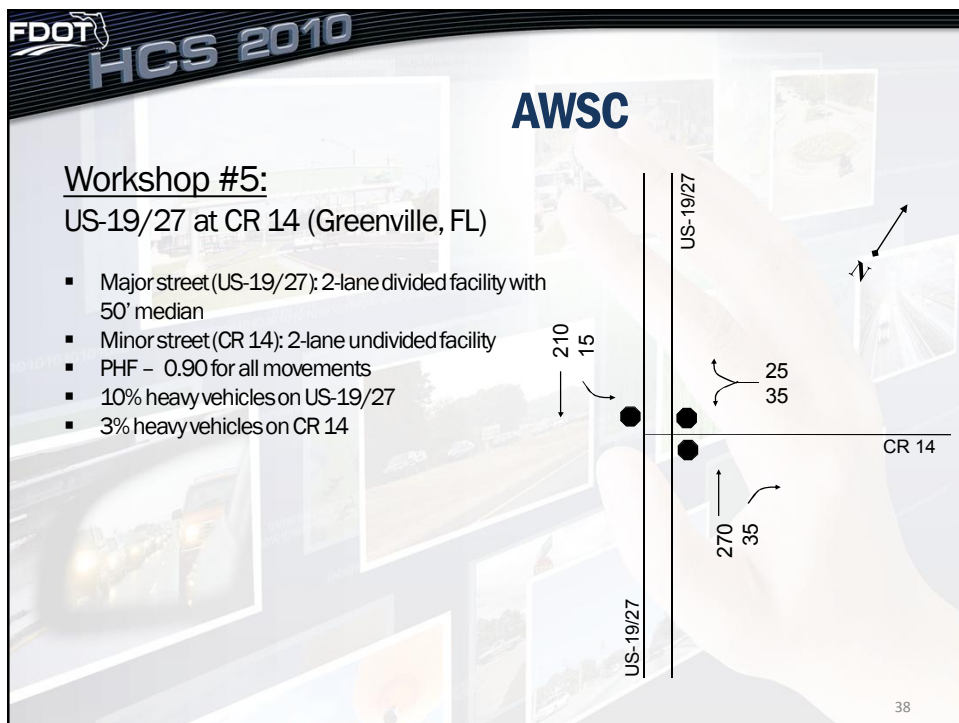 FDOT
HCS 2010
AWSC
Workshop #5:
US-19/27 at CR 14 (Greenville, FL)
▪ Major street (US-19/27): 2-lane divided facility with
50’ median
▪ Minor street (CR 14): 2-lane undivided facility
▪ PHF – 0.90 for all movements
▪ 10% heavy vehicles on US-19/27
▪ 3% heavy vehicles on CR 14
US-19/27
N
210
15
25
35
CR 14
270
35
US-19/27
38